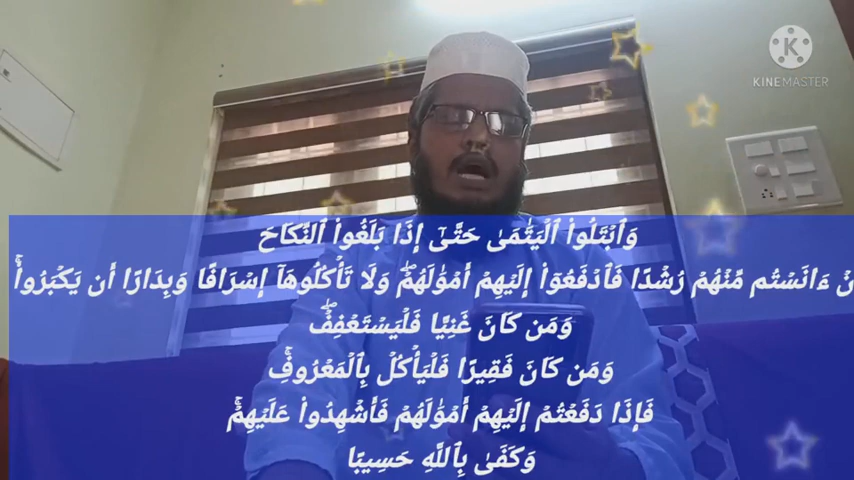 KINEMASTER
وَٱبۡتَلُواْ ٱلۡيَتَٰمَىٰ حَتَّىٰٓ إِذَا بَلَغُواْ ٱلنِّكَاحَ
نۡ ءَانَسۡتُم مِّنۡهُمۡ رُشۡدٗا فَٱدۡفَعُوٓاْ إِلَيۡهِمۡ أَمۡوَٰلَهُمۡۖ وَلَا تَأۡكُلُوهَآ إِسۡرَافٗا وَبِدَارًا أَن يَكۡبَرُواْۚ
وَمَن كَانَ غَنِيّٗا فَلۡيَسۡتَعۡفِفۡۖ
وَمَن كَانَ فَقِيرٗا فَلۡيَأۡكُلۡ بِٱلۡمَعۡرُوفِۚ
فَإِذَا دَفَعۡتُمۡ إِلَيۡهِمۡ أَمۡوَٰلَهُمۡ فَأَشۡهِدُواْ عَلَيۡهِمۡۚ
وَكَفَىٰ بِٱللَّهِ حَسِيبٗا